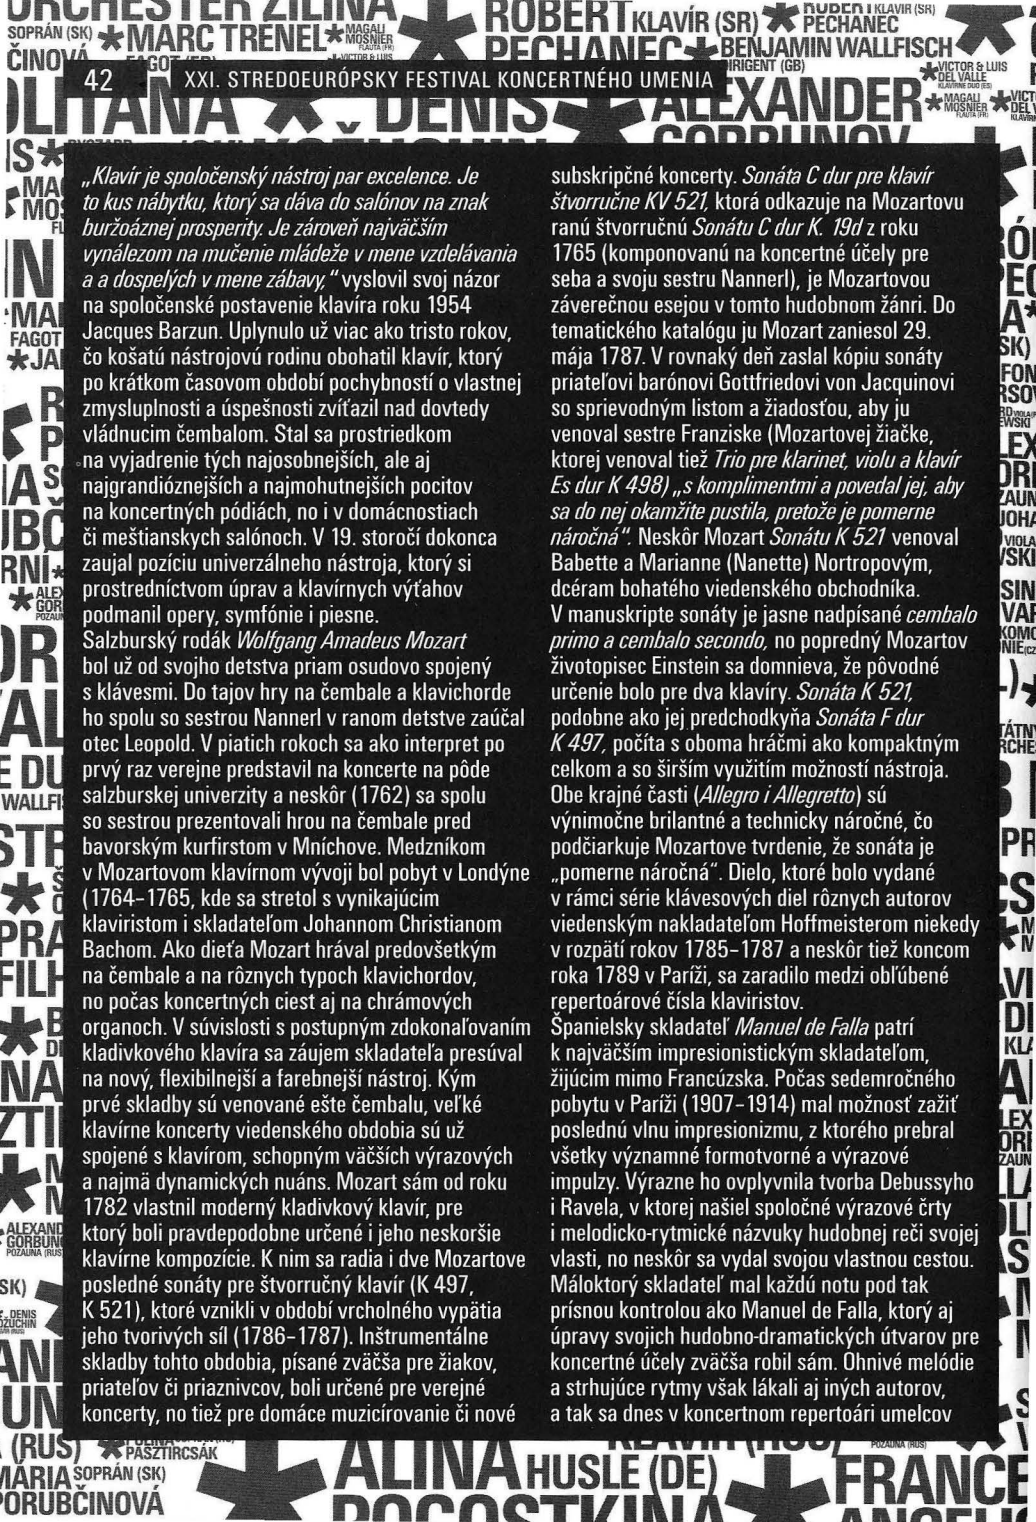 42
XXI. STREDOEURÓPSKY FESTIVAL KONCERTNÉHO UMENIA
„Klavír je spoločenský nástroj par excelence. Je
to kus nábytku, ktorý sa dáva do salónov na znak
buržoáznej prosperity. Je zároveň najväčším
vynálezom na mučenie mládeže v mene vzdelávania
a a dospelých v mene zábavy, “ vyslovil svoj názor
na spoločenské postavenie klavíra roku 1954
Jacques Barzun. Uplynulo už viac ako tristo rokov,
čo košatú nástrojovú rodinu obohatil klavír, ktorý
po krátkom časovom období pochybností o vlastnej
zmysluplnosti a úspešnosti zvíťazil nad dovtedy
vládnucim čembalom. Stal sa prostriedkom
na vyjadrenie tých najosobnejších, ale aj
najgrandióznejších a najmohutnejších pocitov
na koncertných pódiách, no i v domácnostiach
či meštianskych salónoch. V 19. storočí dokonca
zaujal pozíciu univerzálneho nástroja, ktorý si
prostredníctvom úprav a klavírnych výťahov
podmanil opery, symfónie i piesne.
Salzburský rodák Wolfgang Amadeus Mozart
bol už od svojho detstva priam osudovo spojený
s klávesmi. Do tajov hry na čembale a klavichorde
ho spolu so sestrou Nannerl v ranom detstve zaúčal
otec Leopold. V piatich rokoch sa ako interpret po
prvý raz verejne predstavil na koncerte na pôde
salzburskej univerzity a neskôr (1762) sa spolu
so sestrou prezentovali hrou na čembale pred
bavorským kurfirstom v Mníchove. Medzníkom
v Mozartovom klavírnom vývoji bol pobyt v Londýne
(1764–1765, kde sa stretol s vynikajúcim
klaviristom i skladateľom Johannom Christianom
Bachom. Ako dieťa Mozart hrával predovšetkým
na čembale a na rôznych typoch klavichordov,
no počas koncertných ciest aj na chrámových
organoch. V súvislosti s postupným zdokonaľovaním
kladivkového klavíra sa záujem skladateľa presúval
na nový, flexibilnejší a farebnejší nástroj. Kým
prvé skladby sú venované ešte čembalu, veľké
klavírne koncerty viedenského obdobia sú už
spojené s klavírom, schopným väčších výrazových
a najmä dynamických nuáns. Mozart sám od roku
1782 vlastnil moderný kladivkový klavír, pre
ktorý boli pravdepodobne určené i jeho neskoršie
klavírne kompozície. K nim sa radia i dve Mozartove
posledné sonáty pre štvorručný klavír (K 497,
K 521), ktoré vznikli v období vrcholného vypätia
jeho tvorivých síl (1786–1787). Inštrumentálne
skladby tohto obdobia, písané zväčša pre žiakov,
priateľov či priaznivcov, boli určené pre verejné
koncerty, no tiež pre domáce muzicírovanie či nové
subskripčné koncerty. Sonáta C dur pre klavír
štvorručne KV 521, ktorá odkazuje na Mozartovu
ranú štvorručnú Sonátu C dur K. 19d z roku
1765 (komponovanú na koncertné účely pre
seba a svoju sestru Nannerl), je Mozartovou
záverečnou esejou v tomto hudobnom žánri. Do
tematického katalógu ju Mozart zaniesol 29.
mája 1787. V rovnaký deň zaslal kópiu sonáty
priateľovi barónovi Gottfriedovi von Jacquinovi
so sprievodným listom a žiadosťou, aby ju
venoval sestre Franziske (Mozartovej žiačke,
ktorej venoval tiež Trio pre klarinet, violu a klavír
Es dur K 498) „s komplimentmi a povedal jej, aby
sa do nej okamžite pustila, pretože je pomerne
náročná“. Neskôr Mozart Sonátu K 521 venoval
Babette a Marianne (Nanette) Nortropovým,
dcéram bohatého viedenského obchodníka.
V manuskripte sonáty je jasne nadpísané cembalo
primo a cembalo secondo, no popredný Mozartov
životopisec Einstein sa domnieva, že pôvodné
určenie bolo pre dva klavíry. Sonáta K 521,
podobne ako jej predchodkyňa Sonáta F dur
K 497, počíta s oboma hráčmi ako kompaktným
celkom a so širším využitím možností nástroja.
Obe krajné časti (Allegro i Allegretto) sú
výnimočne brilantné a technicky náročné, čo
podčiarkuje Mozartove tvrdenie, že sonáta je
„pomerne náročná“. Dielo, ktoré bolo vydané
v rámci série klávesových diel rôznych autorov
viedenským nakladateľom Hoffmeisterom niekedy
v rozpätí rokov 1785–1787 a neskôr tiež koncom
roka 1789 v Paríži, sa zaradilo medzi obľúbené
repertoárové čísla klaviristov.
Španielsky skladateľ Manuel de Falla patrí
k najväčším impresionistickým skladateľom,
žijúcim mimo Francúzska. Počas sedemročného
pobytu v Paríži (1907–1914) mal možnosť zažiť
poslednú vlnu impresionizmu, z ktorého prebral
všetky významné formotvorné a výrazové
impulzy. Výrazne ho ovplyvnila tvorba Debussyho
i Ravela, v ktorej našiel spoločné výrazové črty
i melodicko-rytmické názvuky hudobnej reči svojej
vlasti, no neskôr sa vydal svojou vlastnou cestou.
Máloktorý skladateľ mal každú notu pod tak
prísnou kontrolou ako Manuel de Falla, ktorý aj
úpravy svojich hudobno-dramatických útvarov pre
koncertné účely zväčša robil sám. Ohnivé melódie
a strhujúce rytmy však lákali aj iných autorov,
a tak sa dnes v koncertnom repertoári umelcov
ORCHESTER ŽILINA
SOPRÁN (SK) MARC TRENEL MAGALI MOSNIER FLAUTA (FR)
ROBERT PECHANEC KLAVÍR (SR)
BENJAMIN WALLFISCH
DIRIGENT (GB)
VICTOR & LUIS DEL VALLE
KLAVÍRNE DUO (ES)
DENIS
ALEXANDER GORBUNOV
PASZTIRCSÁK
MÁRIA PORUBČINOVÁ SOPRÁN (SK)
ALINA POGOSTKINA HUSLE (DE)
KLAVÍR (RUS)
POZAUNA (RUS)